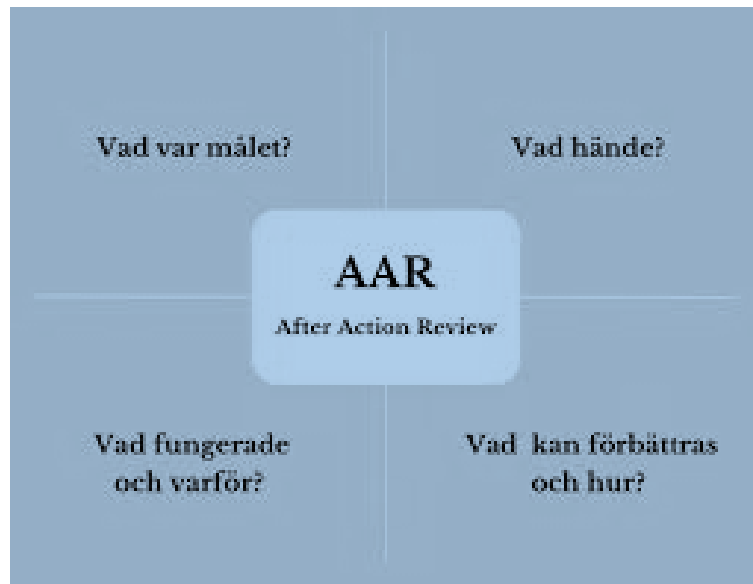 Vad var målet?
Vad hände?
AAR
After Action Review
Vad fungerade
och varför?
Vad kan förbättras
och hur?